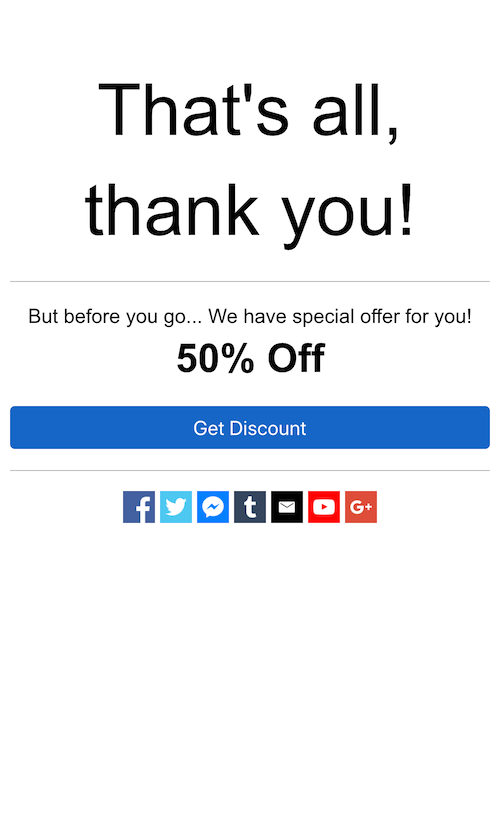 That's all,
thank you!
But before you go... We have special offer for you!
50% Off
Get Discount
f t G+